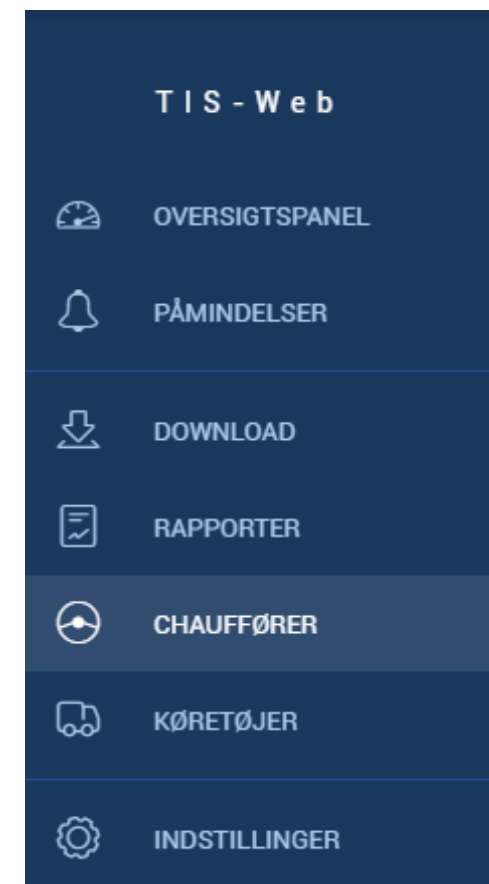 TIS-Web
OVERSIGTSPANEL
PÅMINDELSER
DOWNLOAD
RAPPORTER
CHAUFFØRER
KØRETØJER
INDSTILLINGER